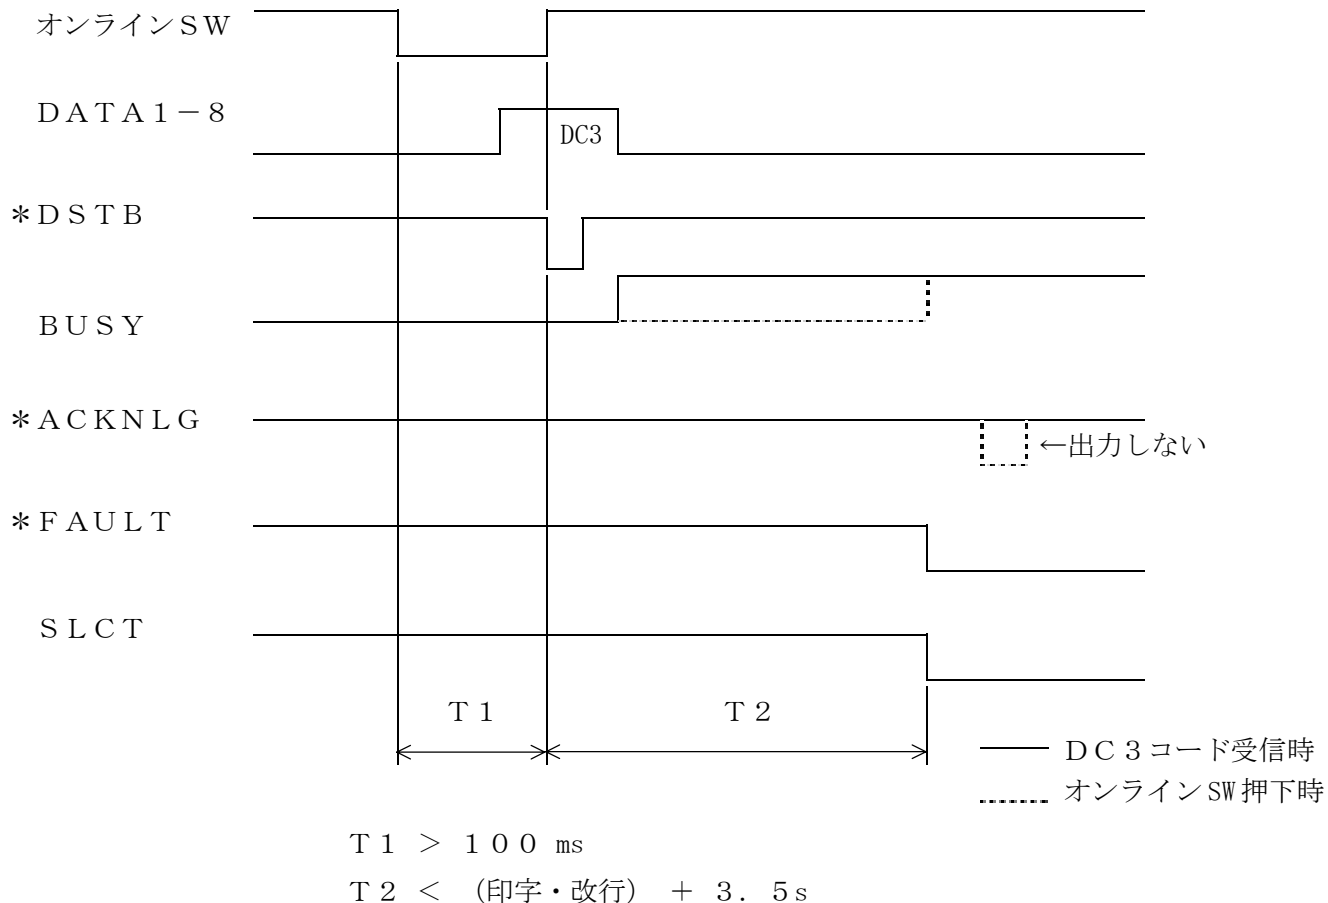 オンラインＳＷ
ＤＡＴＡ１－８
DC3
＊ＤＳＴＢ
ＢＵＳＹ
＊ＡＣＫＮＬＧ
←出力しない
＊ＦＡＵＬＴ
ＳＬＣＴ
Ｔ１
Ｔ２
ＤＣ３コード受信時
オンラインSW押下時
Ｔ１ ＞ １００ ms
Ｔ２ ＜ （印字・改行） ＋ ３．５s